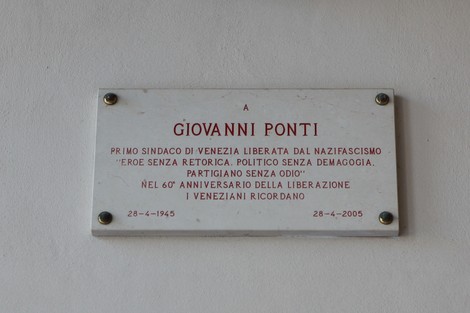 A
GIOVANNI PONTI
PRIMO SINDACO DI VENEZIA LIBERATA DAL NAZIFASCISMO
"EROE SENZA RETORICA, POLITICO SENZA DEMAGOGIA,
PARTIGIANO SENZA ODIO"
NEL 60° ANNIVERSARIO DELLA LIBERAZIONE
I VENEZIANI RICORDANO
28-4-1945 28-4-2005